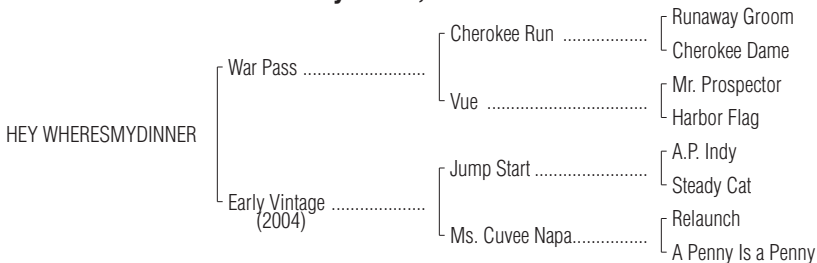 Runaway Groom
Cherokee Run ..................
Cherokee Dame
War Pass ..........................
Mr. Prospector
Vue ..................................
Harbor Flag
HEY WHERESMYDINNER
A.P. Indy
Jump Start ........................
Steady Cat
Early Vintage ....................
(2004)
Relaunch
Ms. Cuvee Napa................
A Penny Is a Penny